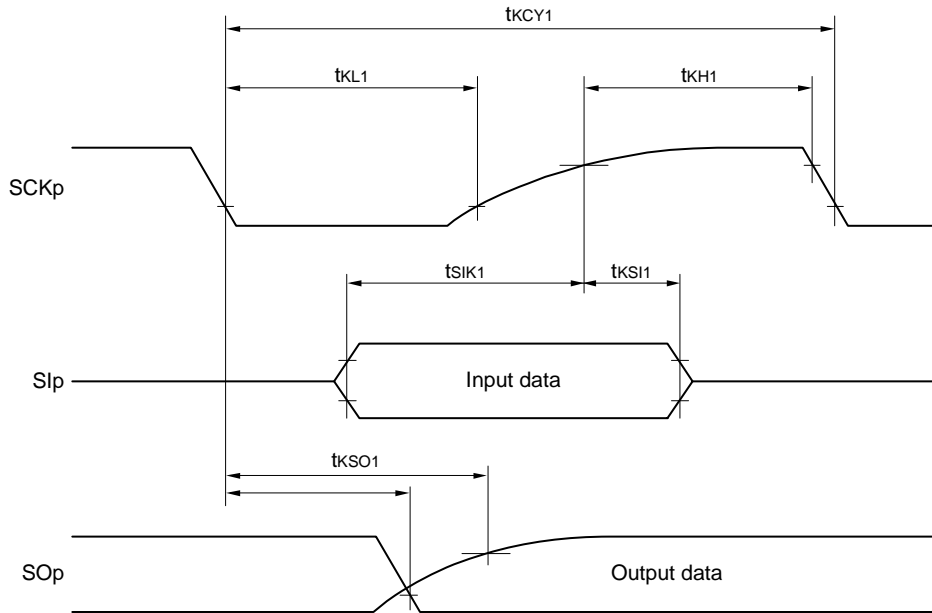 tKCY1
tKL1
tKH1
SCKp
tSIK1
tKSI1
SIp
Input data
tKSO1
SOp
Output data